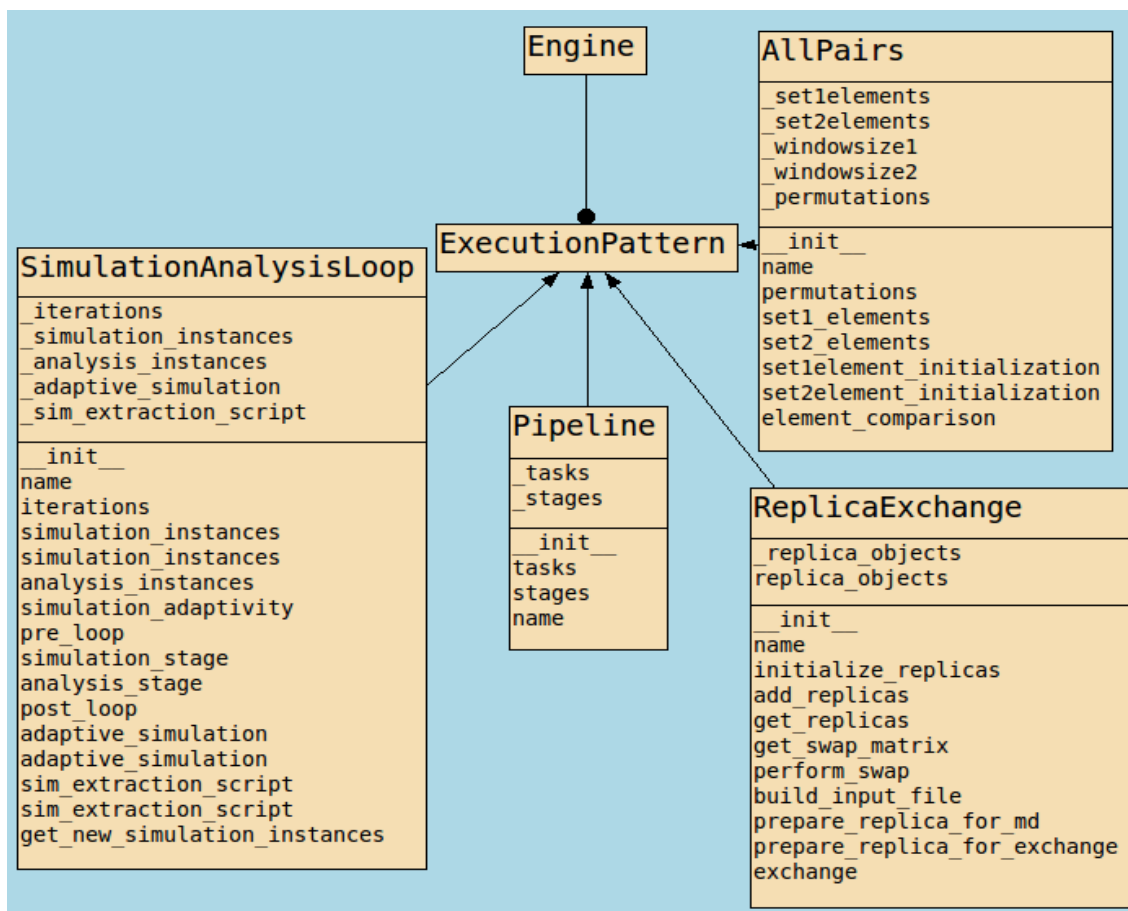 Engine
AllPairs
_set1elements
_set2elements
_windowsize1
_windowsize2
_permutations
__init__
name
permutations
set1_elements
set2_elements
set1element_initialization
set2element_initialization
element_comparison
ExecutionPattern
SimulationAnalysisLoop
_iterations
_simulation_instances
_analysis_instances
_adaptive_simulation
_sim_extraction_script
__init__
name
iterations
simulation_instances
simulation_instances
analysis_instances
simulation_adaptivity
pre_loop
simulation_stage
analysis_stage
post_loop
adaptive_simulation
adaptive_simulation
sim_extraction_script
sim_extraction_script
get_new_simulation_instances
Pipeline
_tasks
_stages
__init__
tasks
stages
name
ReplicaExchange
_replica_objects
replica_objects
__init__
name
initialize_replicas
add_replicas
get_replicas
get_swap_matrix
perform_swap
build_input_file
prepare_replica_for_md
prepare_replica_for_exchange
exchange